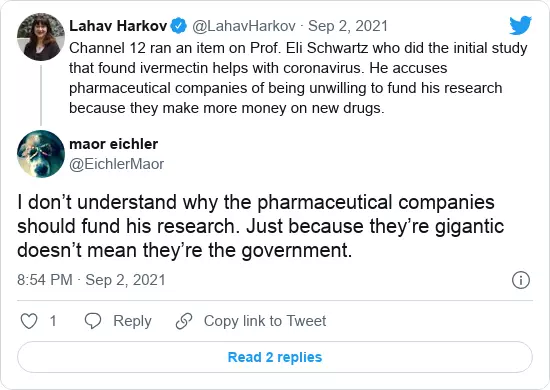 Lahav Harkov @LahavHarkov · Sep 2, 2021
Channel 12 ran an item on Prof. Eli Schwartz who did the initial study
that found ivermectin helps with coronavirus. He accuses
pharmaceutical companies of being unwilling to fund his research
because they make more money on new drugs.
maor eichler
@EichlerMaor
I don’t understand why the pharmaceutical companies
should fund his research. Just because they’re gigantic
doesn’t mean they’re the government.
8:54 PM · Sep 2, 2021
1 Reply Copy link to Tweet
Read 2 replies